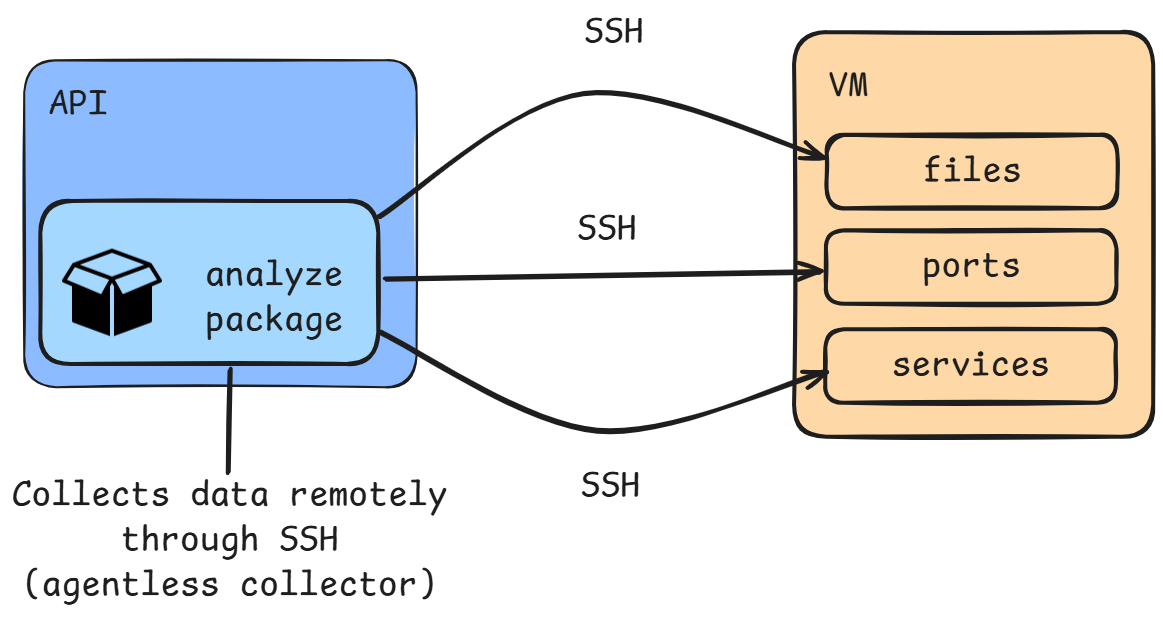 SSH
API
VM
files
analyze
package
SSH
ports
services
SSH
Collects data remotely
through SSH
(agentless collector)